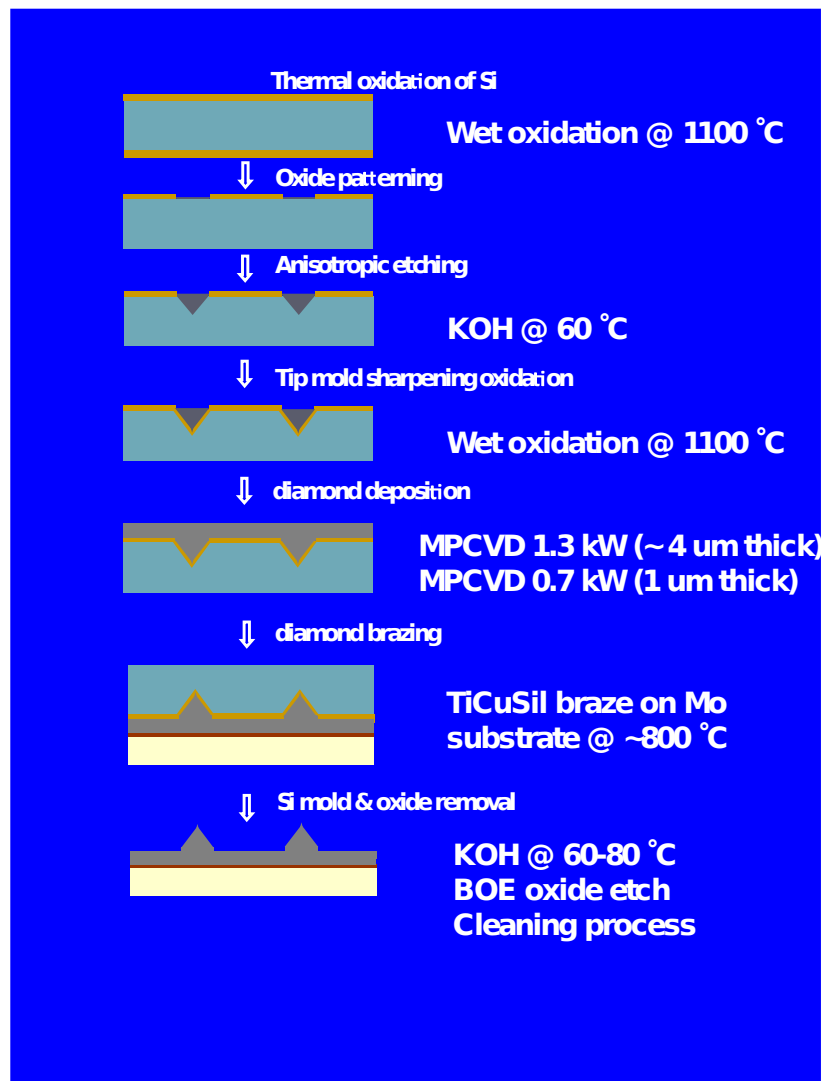 Thermal oxidation of Si
Wet oxidation @ 1100 ˚C
Oxide patterning
Anisotropic etching
KOH @ 60 ˚C
Tip mold sharpening oxidation
Wet oxidation @ 1100 ˚C
diamond deposition
MPCVD 1.3 kW (~ 4 um thick)
MPCVD 0.7 kW (1 um thick)
diamond brazing
TiCuSil braze on Mo
substrate @ ~800 ˚C
Si mold & oxide removal
KOH @ 60-80 ˚C
BOE oxide etch
Cleaning process